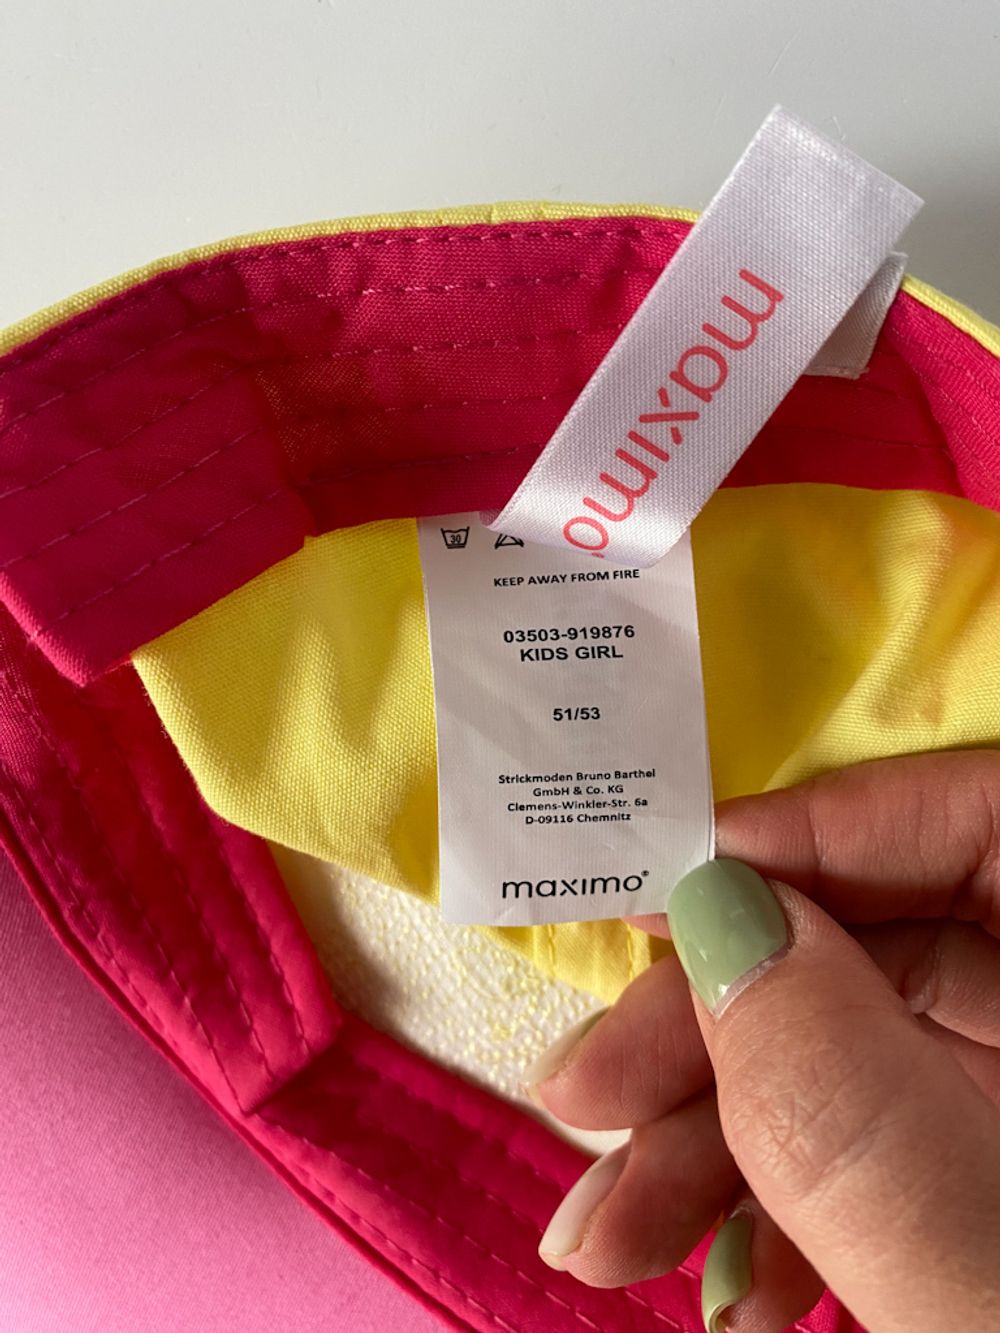 maximo
30
KEEP AWAY FROM FIRE
03503-919876
KIDS GIRL
51/53
Strickmoden Bruno Barthel
GmbH & Co. KG
Clemens-Winkler-Str. 6a
D-09116 Chemnitz
maximo®